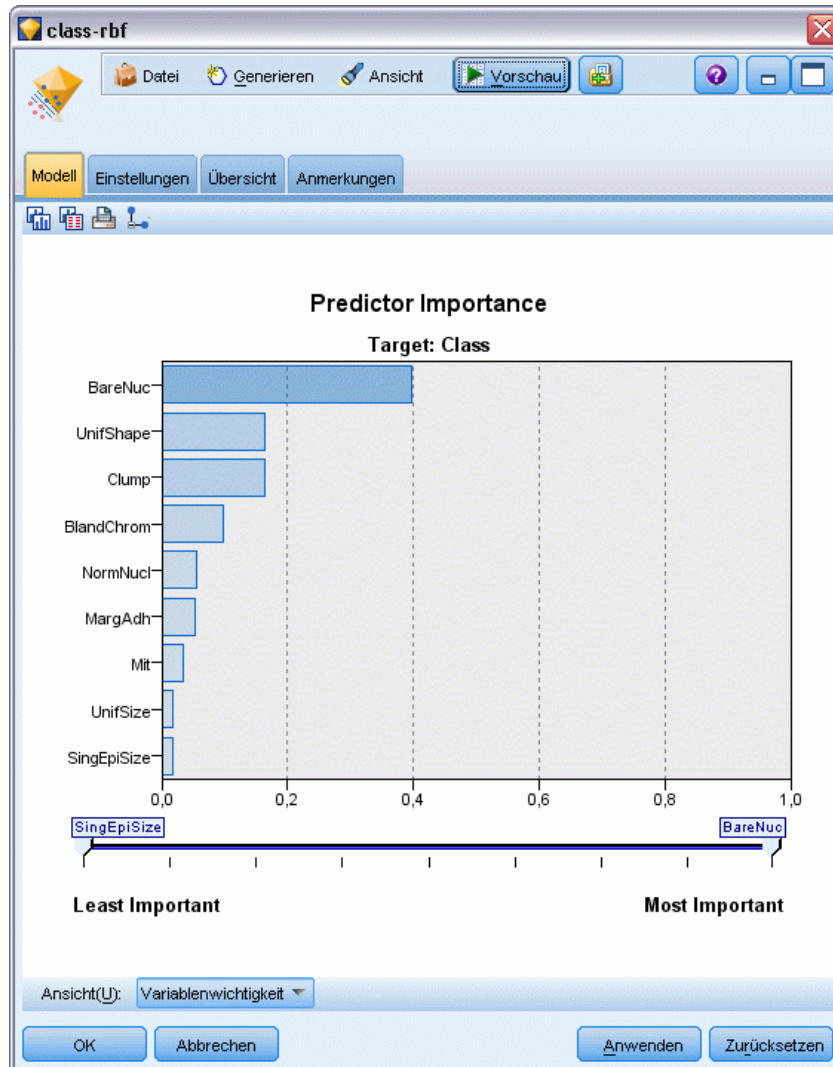 class-rbf
Datei Generieren Ansicht Vorschau
Modell Einstellungen Übersicht Anmerkungen
Predictor Importance
Target: Class
BareNuc
UnifShape
Clump
BlandChrom
NormNucl
MargAdh
Mit
UnifSize
SingEpiSize
0,0 0,2 0,4 0,6 0,8 1,0
SingEpiSize BareNuc
Least Important Most Important
Ansicht(U): Variablenwichtigkeit
OK Abbrechen Anwenden Zurücksetzen